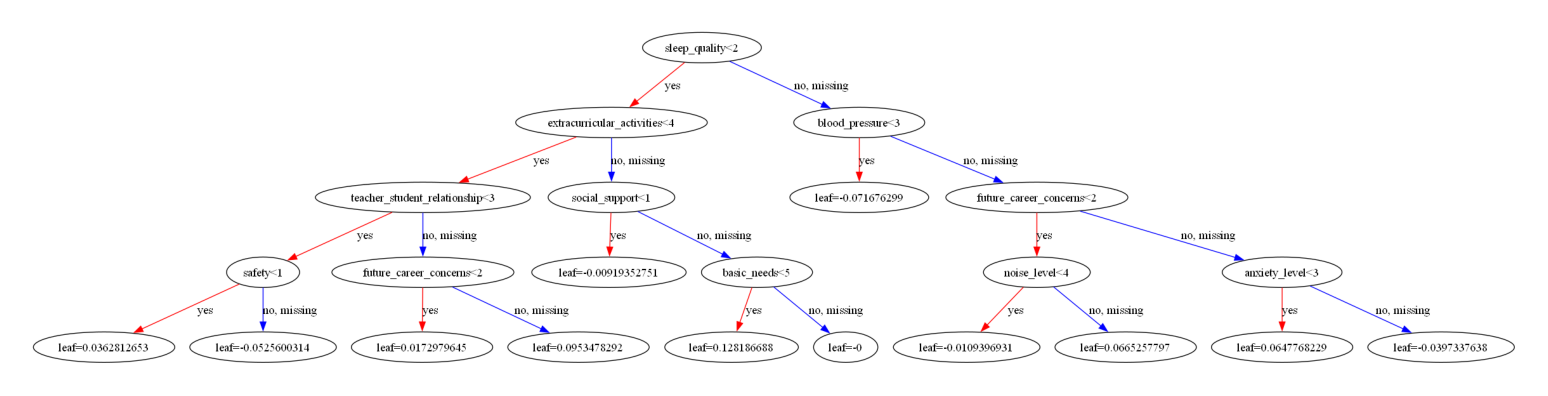 sleep_quality<2
yes
no, missing
extracurricular_activities<4
blood_pressure<3
yes
no, missing
yes
no, missing
teacher_student_relationship<3
social_support<1
leaf=-0.071676299
future_career_concerns<2
yes
no, missing
yes
no, missing
yes
no, missing
safety<1
future_career_concerns<2
leaf=-0.00919352751
basic_needs<5
noise_level<4
anxiety_level<3
yes
no, missing
yes
no, missing
yes
no, missing
yes
no, missing
yes
no, missing
leaf=0.0362812653
leaf=-0.0525600314
leaf=0.0172979645
leaf=0.0953478292
leaf=0.128186688
leaf=-0
leaf=-0.0109396931
leaf=0.0665257797
leaf=0.0647768229
leaf=-0.0397337638